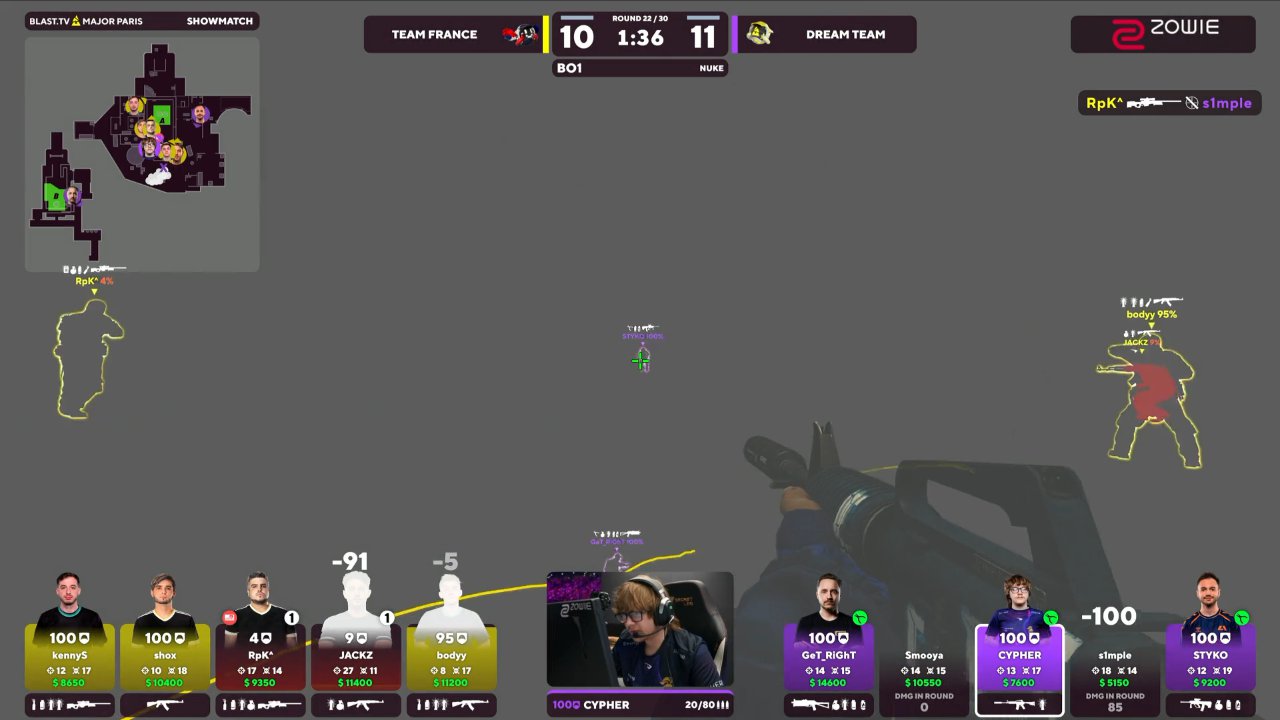 BLAST.TV MAJOR PARIS SHOWMATCH
TEAM FRANCE 10 ROUND 22 / 30 1:36 11 DREAM TEAM
BO1 NUKE
ZOWIE
RpK^ s1mple
A
B
RpK^ 4%
bodyy 95%
JACKZ 9%
STYKO 100%
GeT_RiGhT 100%
-91 -5
-100
ZOWIE
1 1
100 100 4 9 95
kennyS shox RpK^ JACKZ bodyy
12 17 10 18 17 14 27 11 8 17
$ 8650 $ 10400 $ 9350 $ 11400 $ 11200
100 CYPHER 20/80
100 100 100
GeT_RiGhT Smooya CYPHER s1mple STYKO
14 15 14 15 13 17 18 14 12 19
$ 14600 $ 10550 $ 7600 $ 5150 $ 9200
DMG IN ROUND DMG IN ROUND
0 85